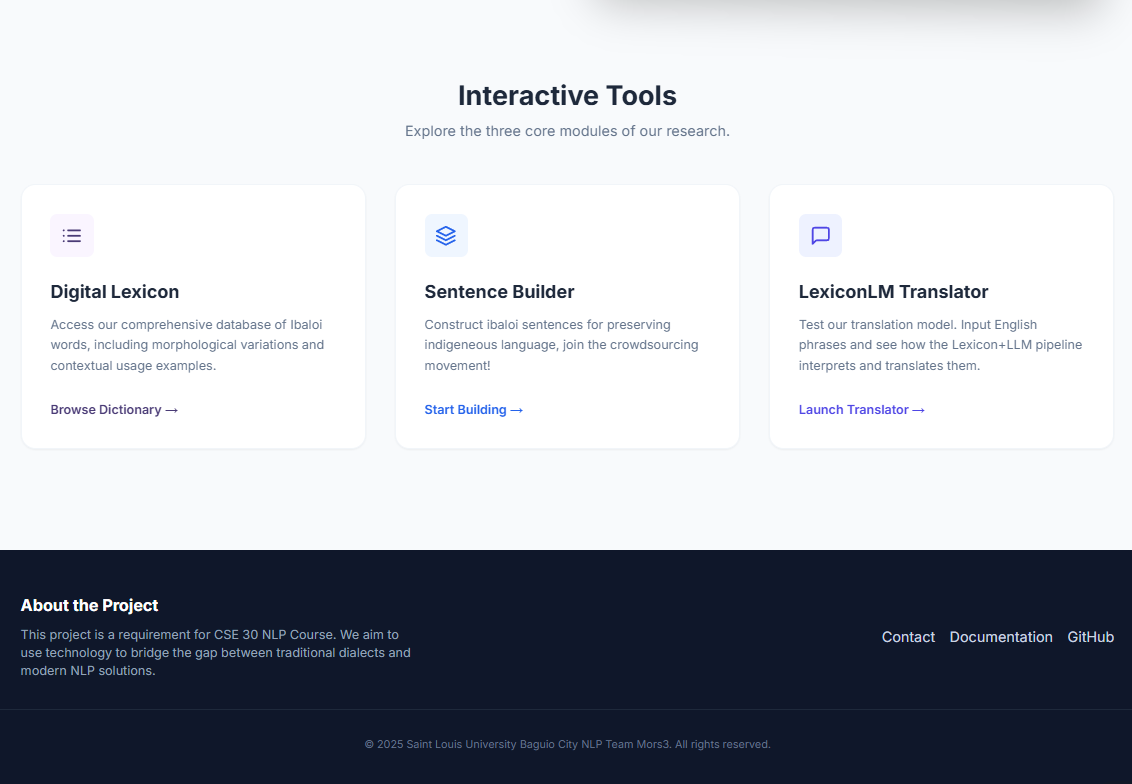 Interactive Tools
Explore the three core modules of our research.
Digital Lexicon
Access our comprehensive database of Ibaloi
words, including morphological variations and
contextual usage examples.
Browse Dictionary →
Sentence Builder
Construct ibaloi sentences for preserving
indigeneous language, join the crowdsourcing
movement!
Start Building →
LexiconLM Translator
Test our translation model. Input English
phrases and see how the Lexicon+LLM pipeline
interprets and translates them.
Launch Translator →
About the Project
This project is a requirement for CSE 30 NLP Course. We aim to
use technology to bridge the gap between traditional dialects and
modern NLP solutions.
Contact Documentation GitHub
© 2025 Saint Louis University Baguio City NLP Team Mors3. All rights reserved.